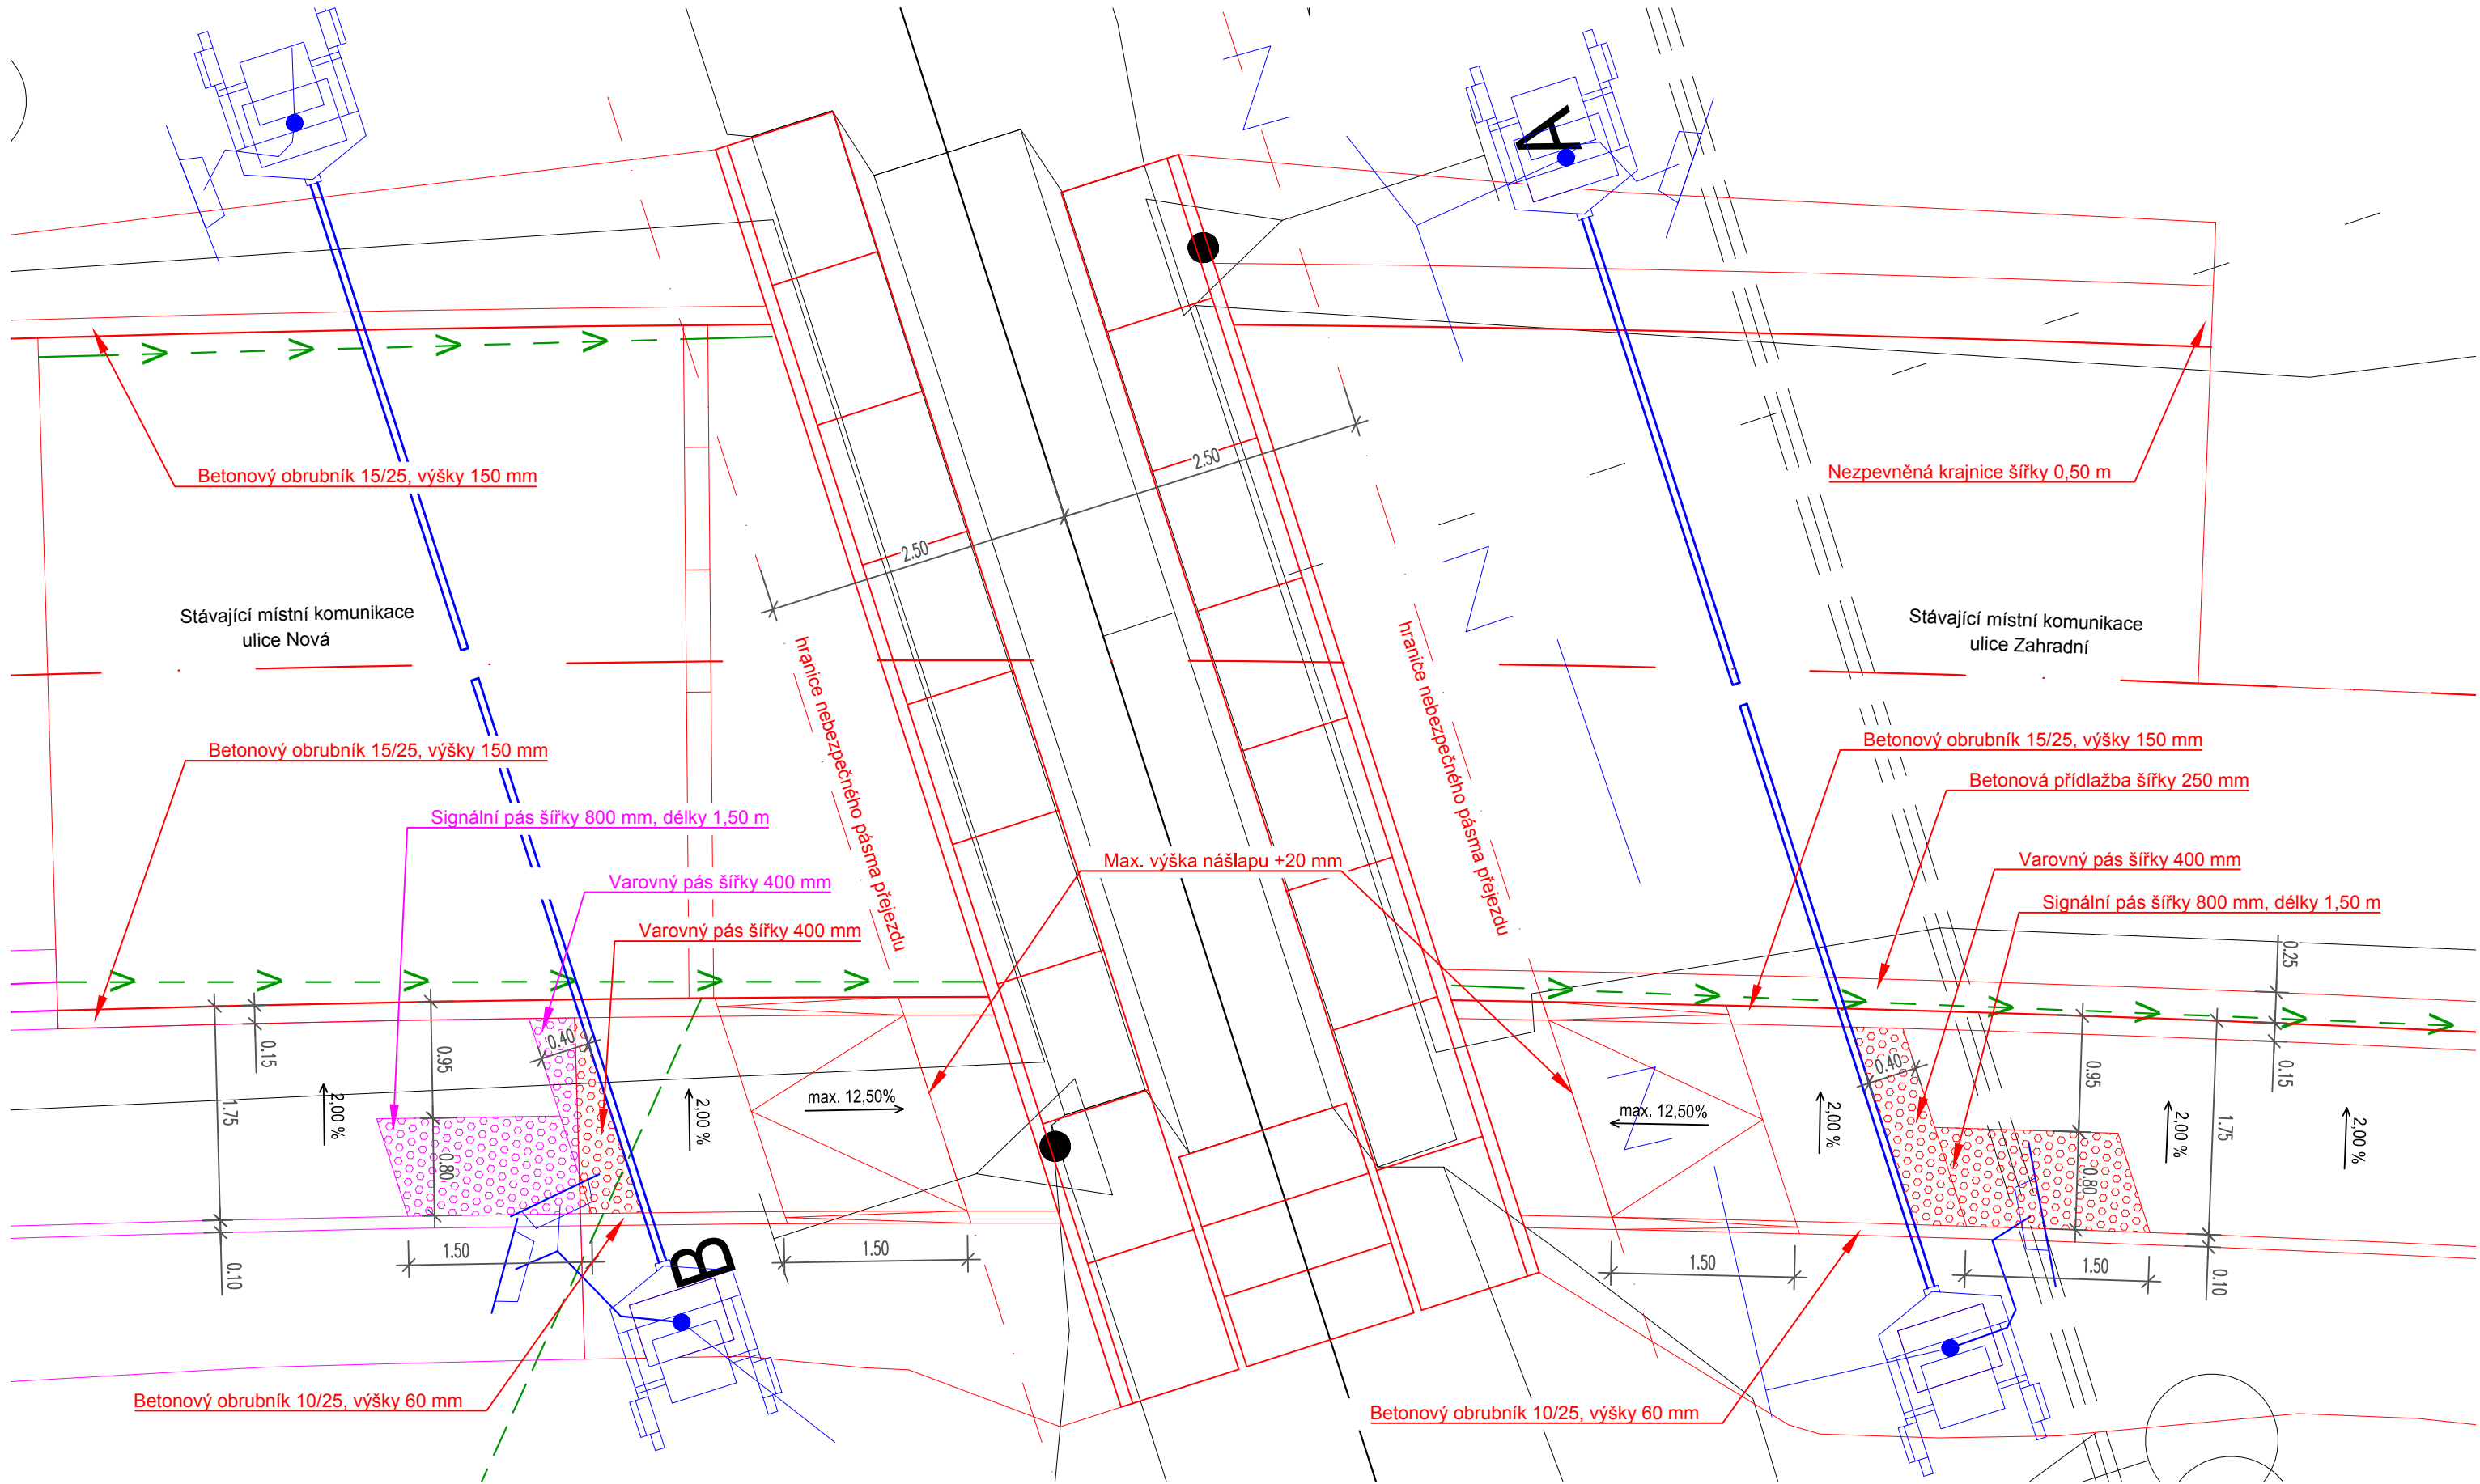 A
Betonový obrubník 15/25, výšky 150 mm
Nezpevněná krajnice šířky 0,50 m
2.50
2.50
Stávající místní komunikace
ulice Nová
Stávající místní komunikace
ulice Zahradní
hranice nebezpečného pásma přejezdu
hranice nebezpečného pásma přejezdu
Betonový obrubník 15/25, výšky 150 mm
Betonový obrubník 15/25, výšky 150 mm
Betonová přídlažba šířky 250 mm
Signální pás šířky 800 mm, délky 1,50 m
Max. výška nášlapu +20 mm
Varovný pás šířky 400 mm
Varovný pás šířky 400 mm
Signální pás šířky 800 mm, délky 1,50 m
Varovný pás šířky 400 mm
0.25
0.15
0.95
0.40
0.40
0.95
0.15
1.75
2,00 %
2,00 %
max. 12,50%
max. 12,50%
2,00 %
2,00 %
1.75
2,00 %
0.80
0.80
1.50
1.50
1.50
1.50
0.10
0.10
B
Betonový obrubník 10/25, výšky 60 mm
Betonový obrubník 10/25, výšky 60 mm